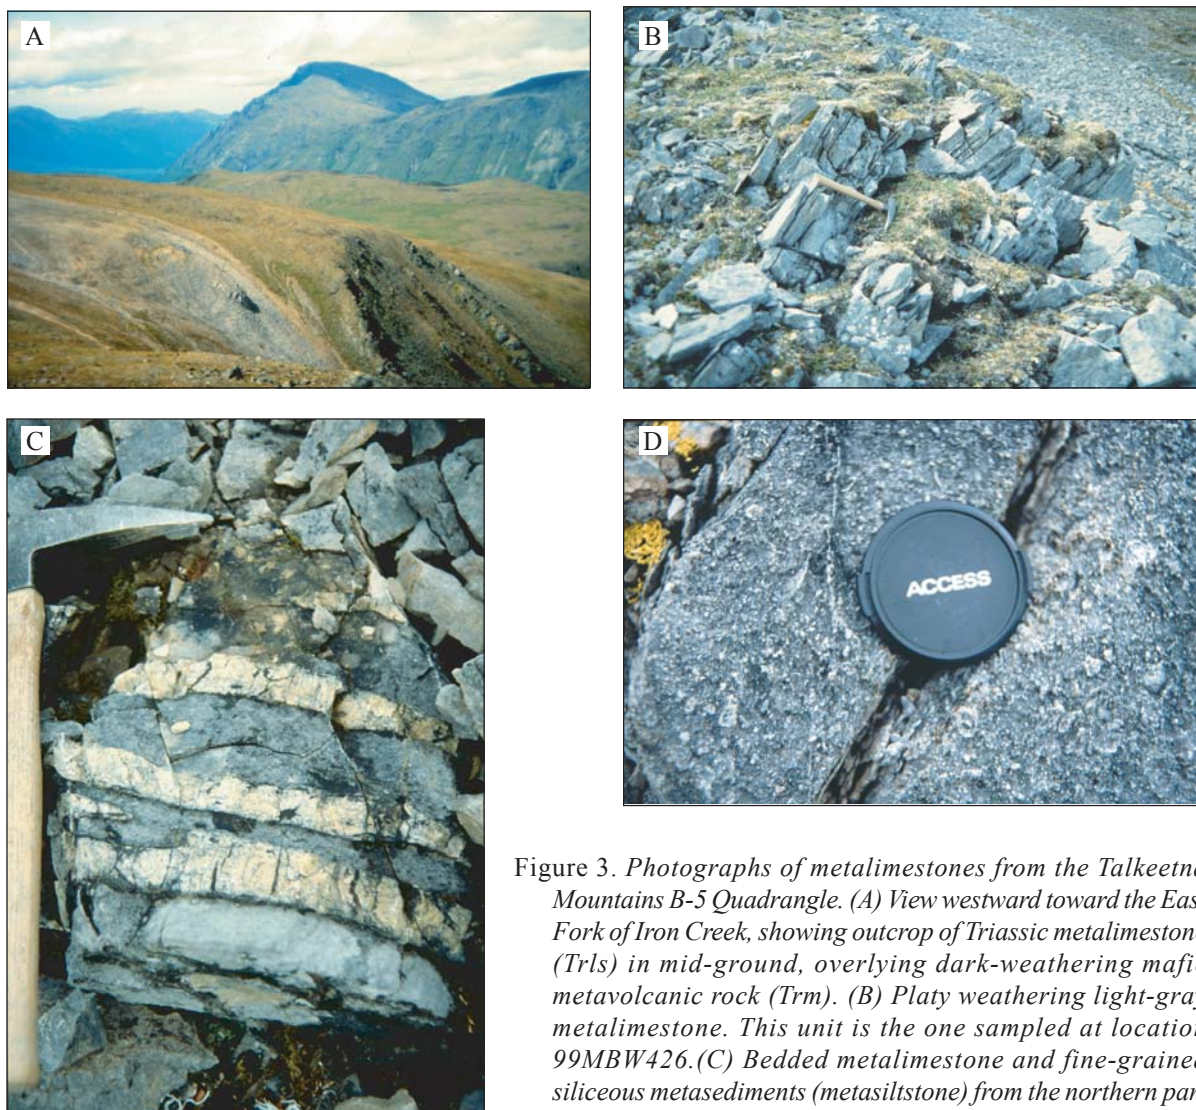 A
B
C
D
ACCESS
Figure 3. Photographs of metalimestones from the Talkeetna
Mountains B-5 Quadrangle. (A) View westward toward the East
Fork of Iron Creek, showing outcrop of Triassic metalimestone
(Trls) in mid-ground, overlying dark-weathering mafic
metavolcanic rock (Trm). (B) Platy weathering light-gray
metalimestone. This unit is the one sampled at location
99MBW426.(C) Bedded metalimestone and fine-grained
siliceous metasediments (metasiltstone) from the northern part